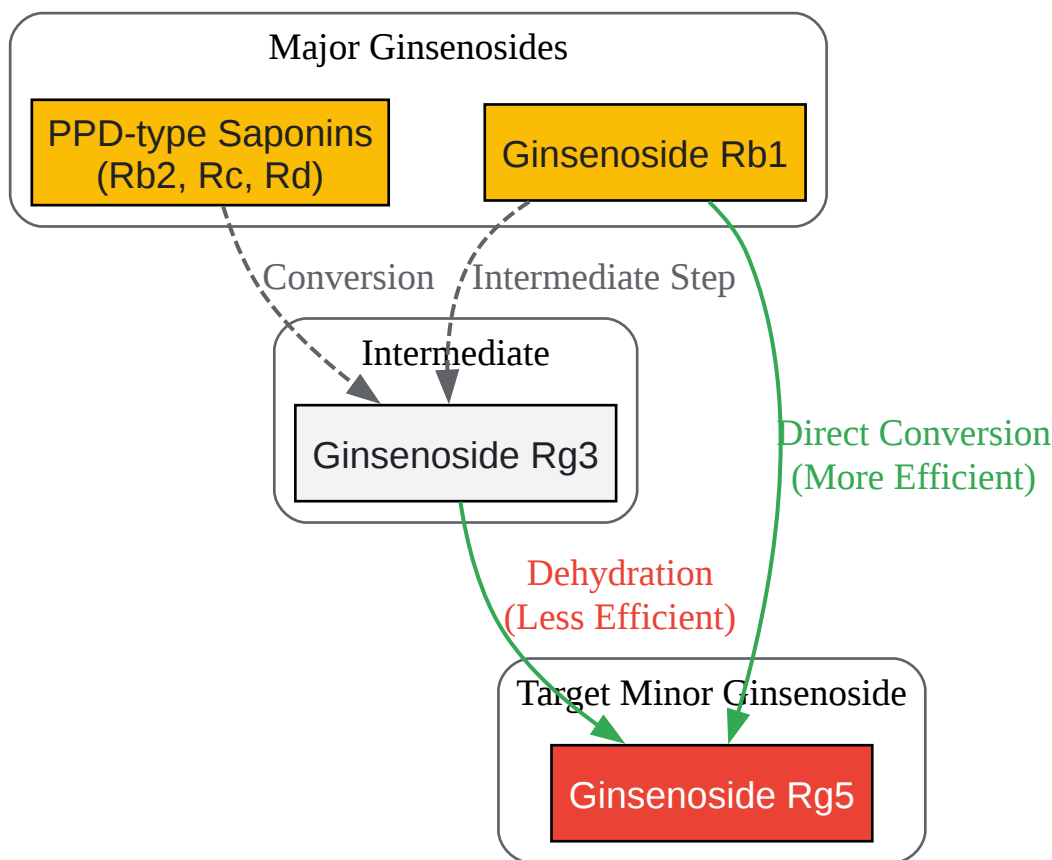 Major Ginsenosides
PPD-type Saponins
(Rb2, Rc, Rd)
Ginsenoside Rb1
Conversion
Intermediate Step
Intermediate
Ginsenoside Rg3
Direct Conversion
(More Efficient)
Dehydration
(Less Efficient)
Target Minor Ginsenoside
Ginsenoside Rg5